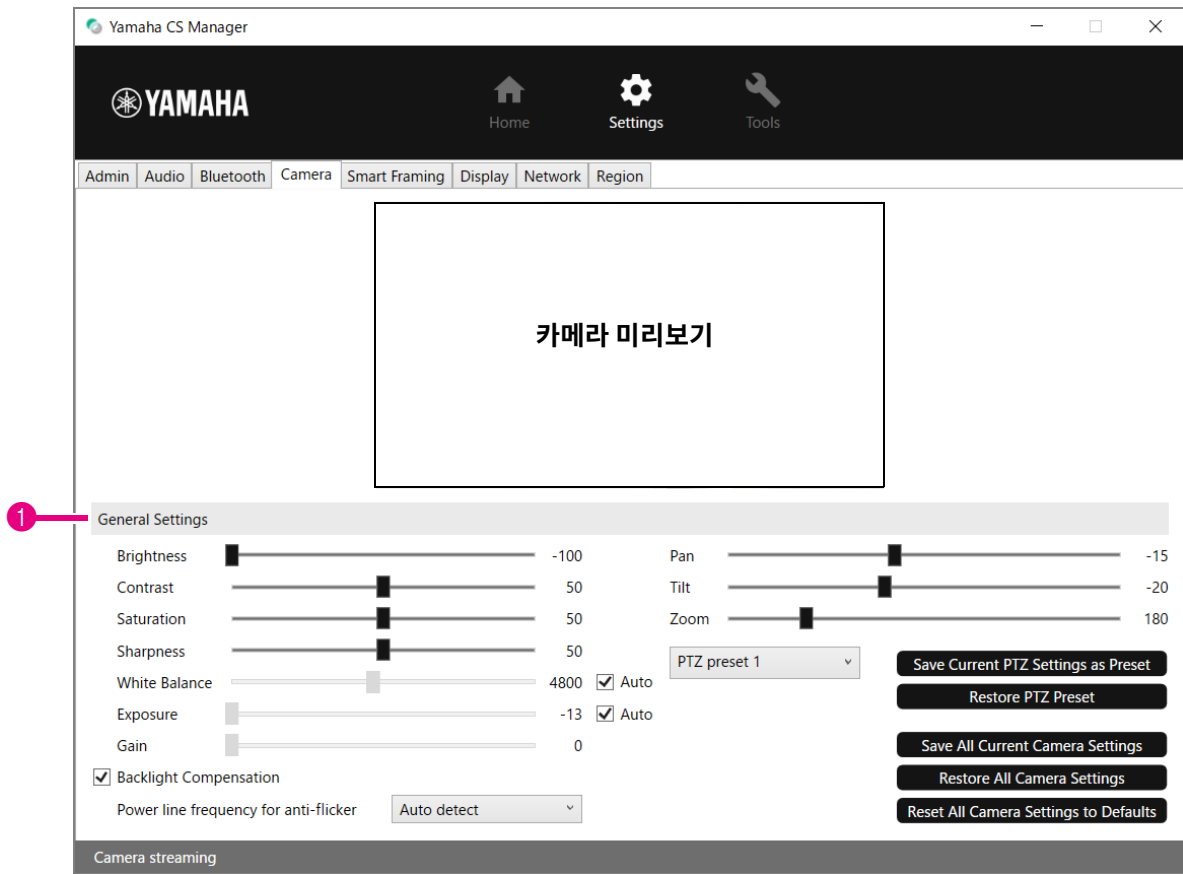 Yamaha CS Manager
YAMAHA
Home
Settings
Tools
Admin Audio Bluetooth Camera Smart Framing Display Network Region
카메라 미리보기
1
General Settings
Brightness -100
Contrast 50
Saturation 50
Sharpness 50
White Balance 4800 Auto
Exposure -13 Auto
Gain 0
Backlight Compensation
Power line frequency for anti-flicker Auto detect
Pan -15
Tilt -20
Zoom 180
PTZ preset 1
Save Current PTZ Settings as Preset
Restore PTZ Preset
Save All Current Camera Settings
Restore All Camera Settings
Reset All Camera Settings to Defaults
Camera streaming